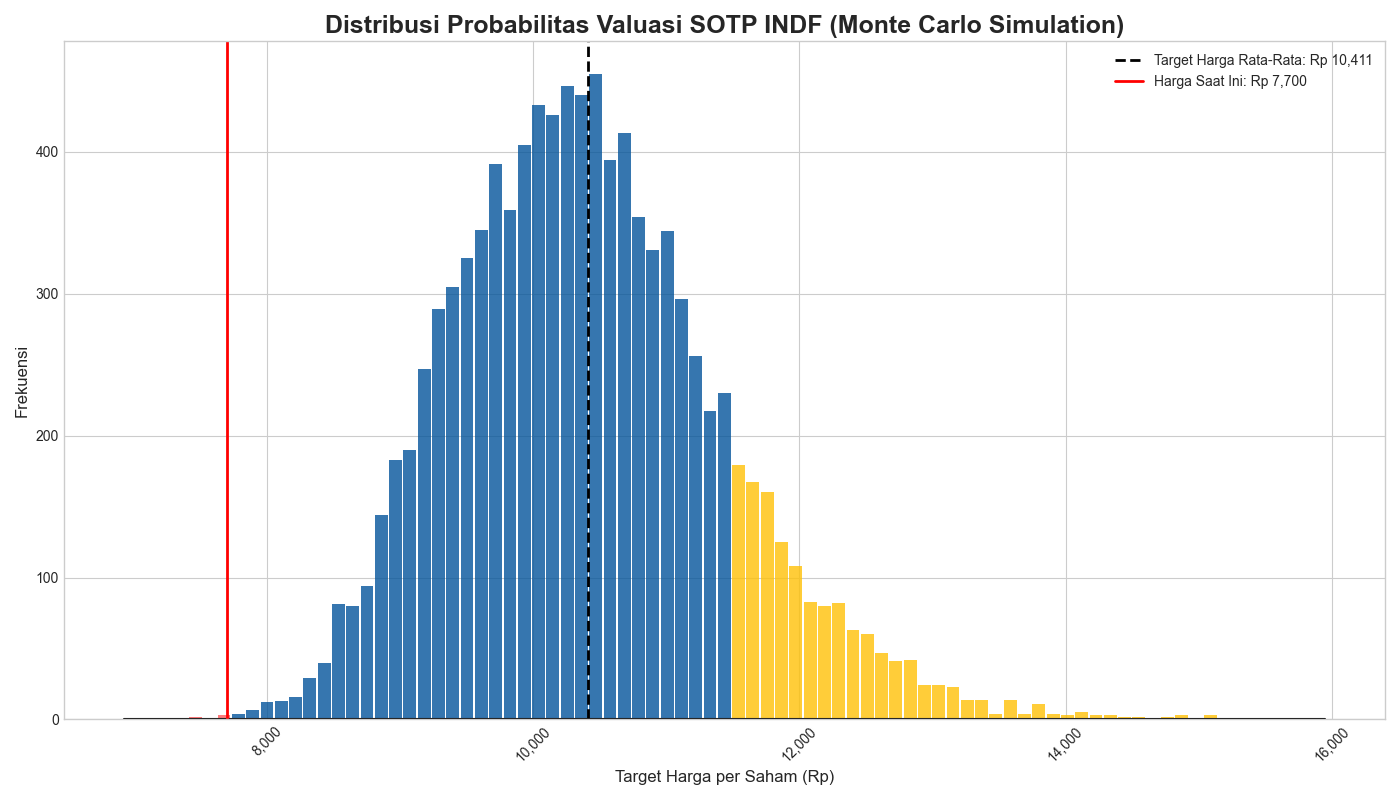 Distribusi Probabilitas Valuasi SOTP INDF (Monte Carlo Simulation)
Target Harga Rata-Rata: Rp 10,411
Harga Saat Ini: Rp 7,700
Frekuensi
400
300
200
100
0
8,000
10,000
12,000
14,000
16,000
Target Harga per Saham (Rp)